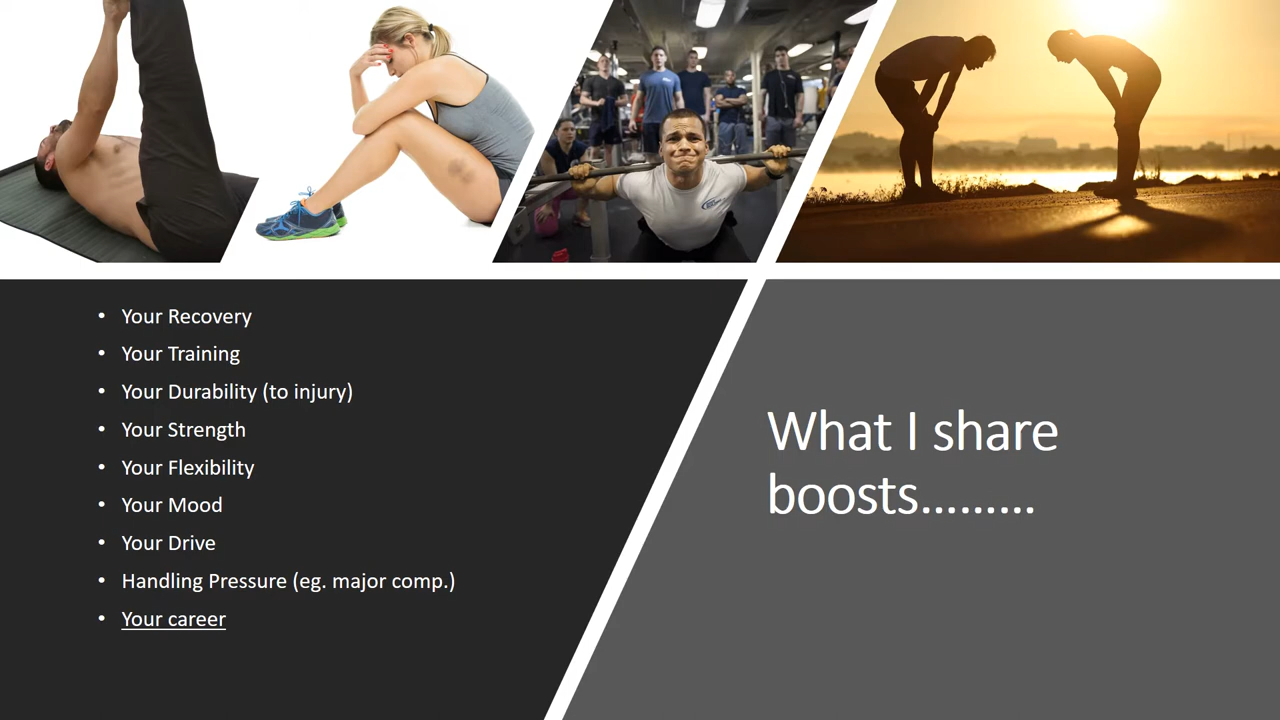 • Your Recovery
• Your Training
• Your Durability (to injury)
• Your Strength
• Your Flexibility
• Your Mood
• Your Drive
• Handling Pressure (eg. major comp.)
• Your career
What I share
boosts.........